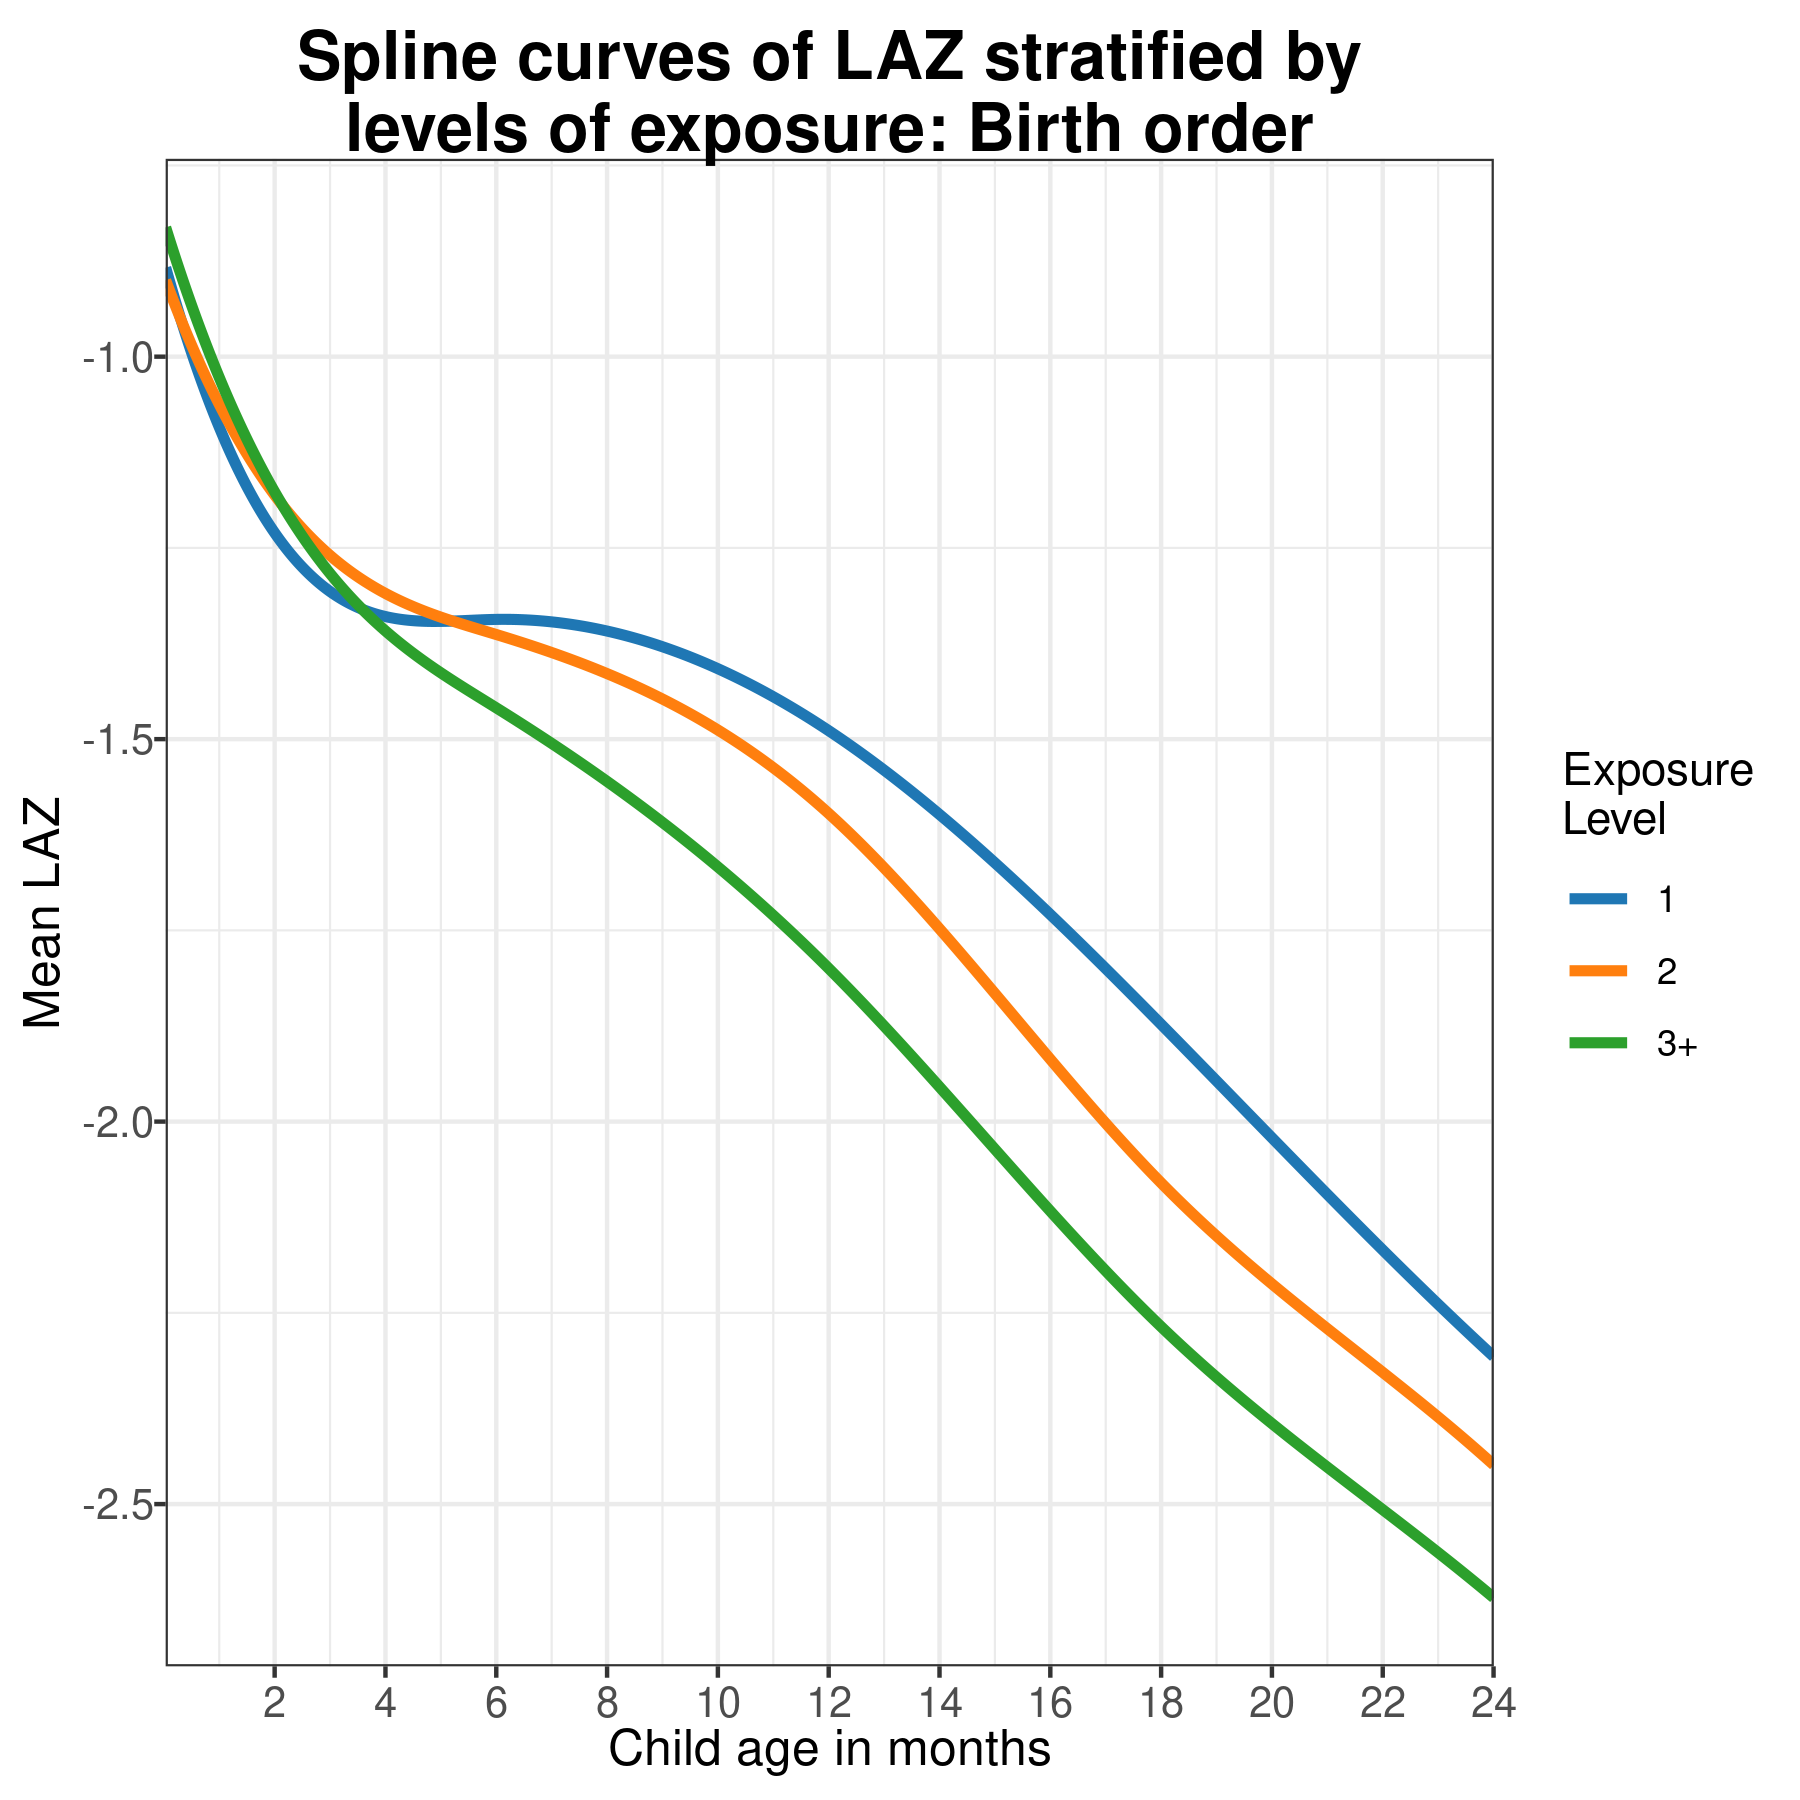 Spline curves of LAZ stratified by
levels of exposure: Birth order
Mean LAZ
-1.0
-1.5
-2.0
-2.5
2 4 6 8 10 12 14 16 18 20 22 24
Child age in months
Exposure
Level
1
2
3+